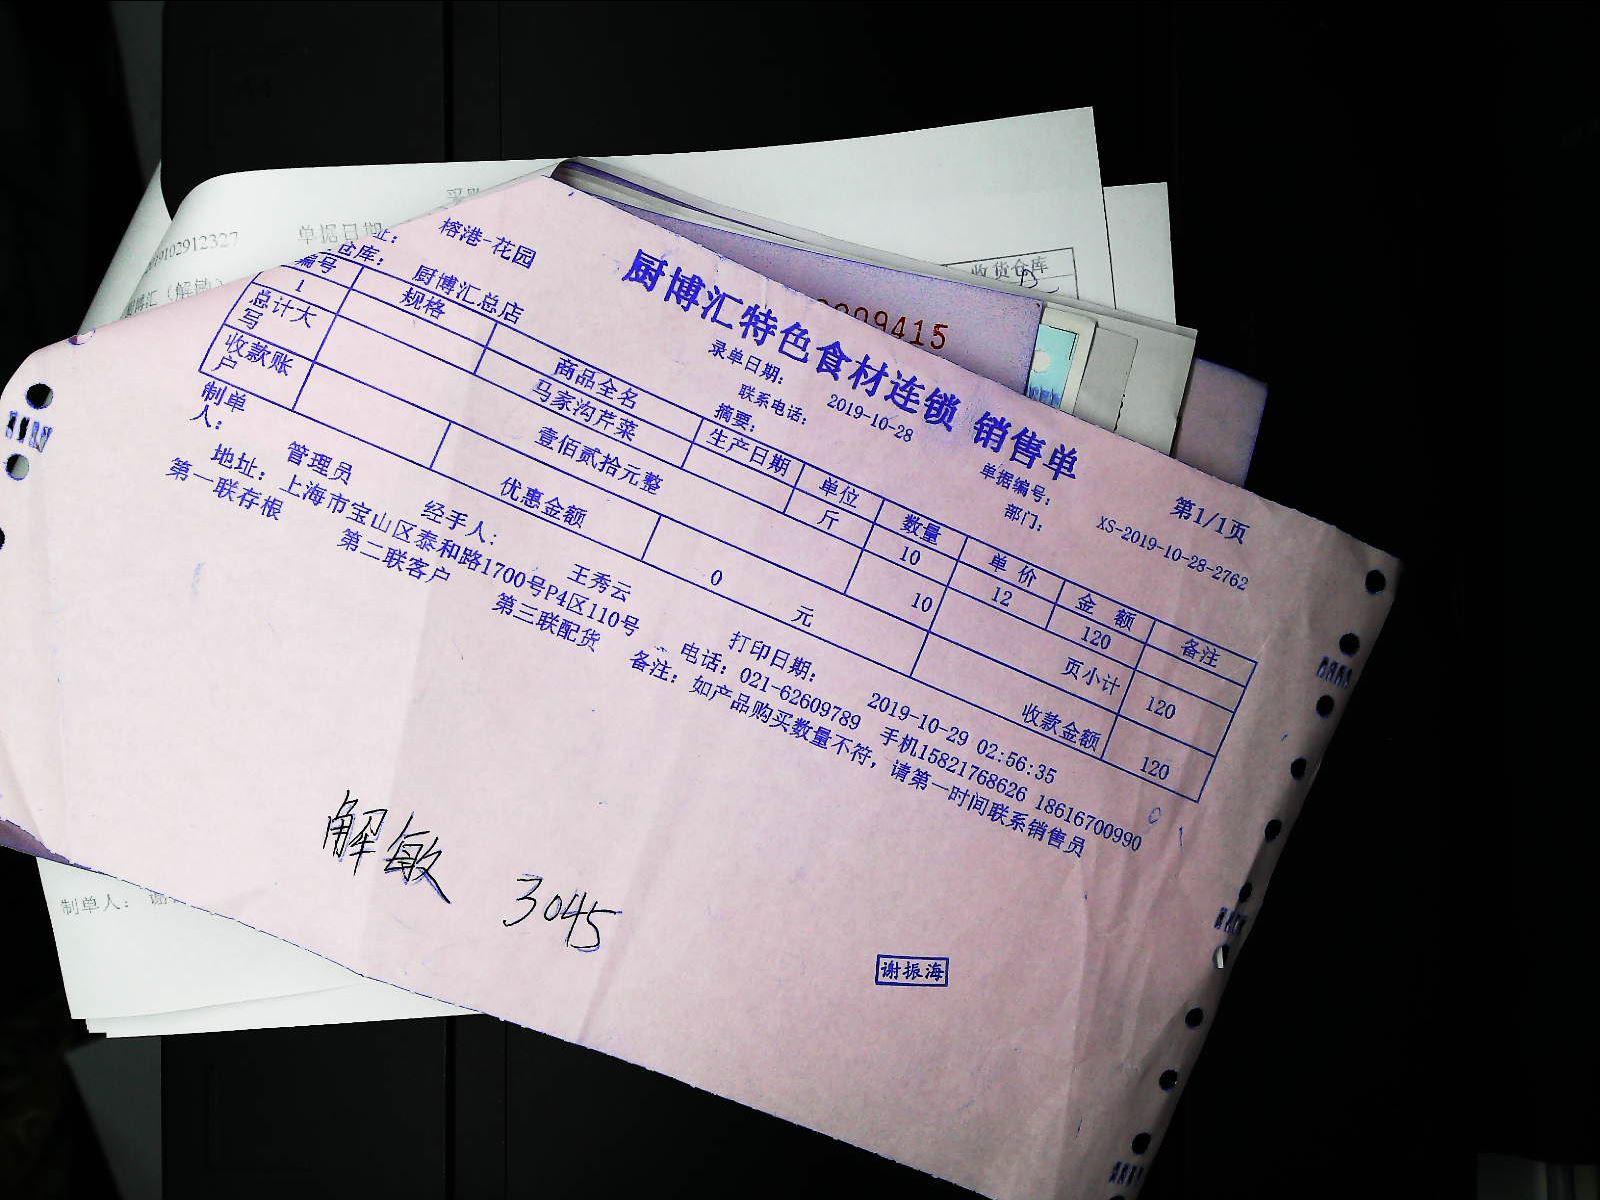 采购
单据日期
9102912327
博汇（解敏）
收货仓库
009415
厨博汇特色食材连锁 销售单
第1/1页
址： 榕港-花园
录单日期： 2019-10-28
单据编号： XS-2019-10-28-2762
仓库： 厨博汇总店
联系电话：
部门：
摘要：
编号 规格 商品全名 生产日期 单位 数量 单 价 金 额 备注
1 马家沟芹菜 斤 10 12 120
总计大写 壹佰贰拾元整 10 页小计 120
收款账户 优惠金额 0 元 收款金额 120
制单人： 管理员 经手人： 王秀云 打印日期： 2019-10-29 02:56:35
地址：上海市宝山区泰和路1700号P4区110号 电话：021-62609789 手机15821768626 18616700990
第一联存根 第二联客户 第三联配货 备注：如产品购买数量不符，请第一时间联系销售员
解敏 3045
谢振海
制单人： 谢